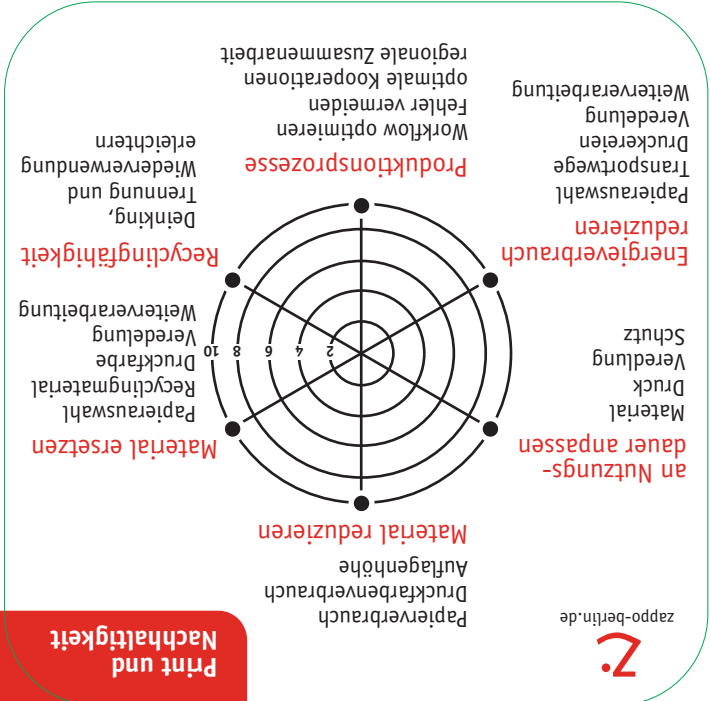 Print und
Nachhaltigkeit
z.
zappo-berlin.de
Papierverbrauch
Druckfarbenverbrauch
Auflagenhöhe
Material reduzieren
an Nutzungs-
dauer anpassen
Material
Druck
Veredlung
Schutz
Material ersetzen
Papierauswahl
Recyclingmaterial
Druckfarbe
Veredelung
Weiterverarbeitung
2 4 6 8 10
Energieverbrauch
reduzieren
Papierauswahl
Transportwege
Druckereien
Veredelung
Weiterverarbeitung
Recyclingfähigkeit
Deinking,
Trennung und
Wiederverwendung
erleichtern
Produktionsprozesse
Workflow optimieren
Fehler vermeiden
optimale Kooperationen
regionale Zusammenarbeit